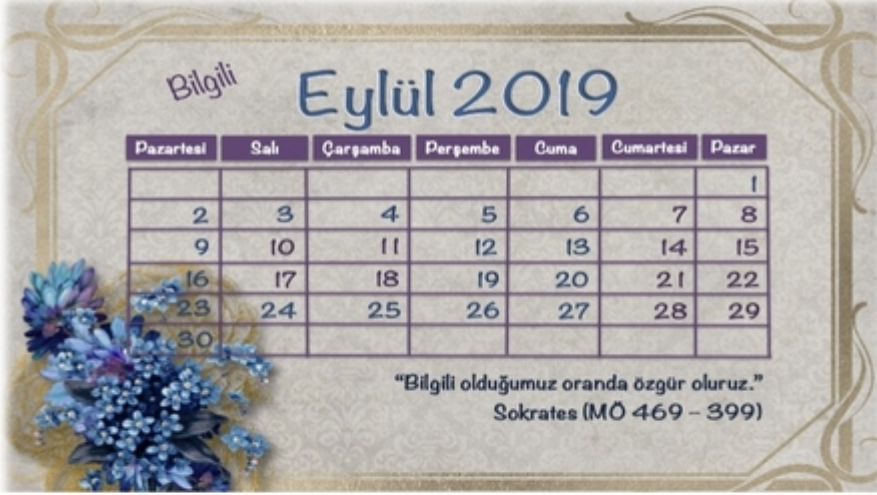 Bilgili
Eylül 2019
Pazartesi Salı Çarşamba Perşembe Cuma Cumartesi Pazar
1
2 3 4 5 6 7 8
9 10 11 12 13 14 15
16 17 18 19 20 21 22
23 24 25 26 27 28 29
30
“Bilgili olduğumuz oranda özgür oluruz.”
Sokrates (MÖ 469 – 399)